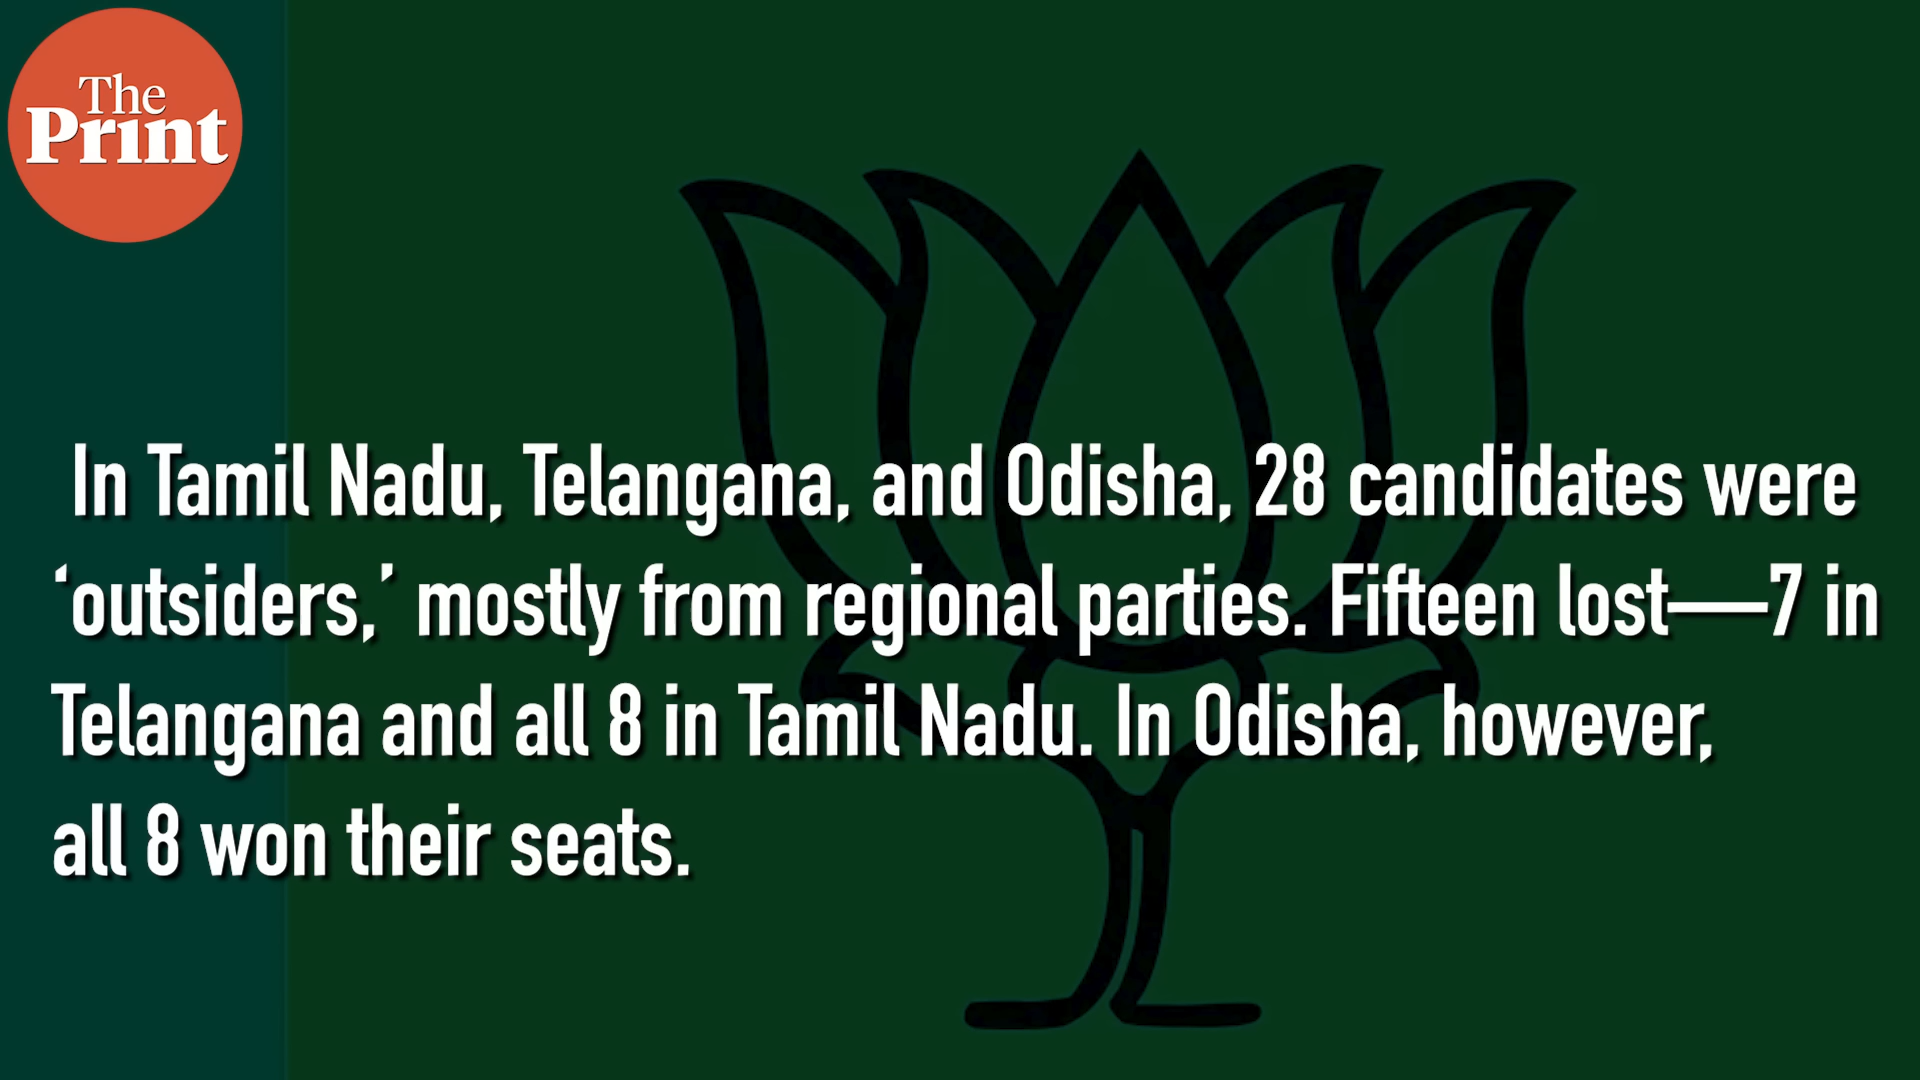 The
Print
In Tamil Nadu, Telangana, and Odisha, 28 candidates were
‘outsiders,’ mostly from regional parties. Fifteen lost—7 in
Telangana and all 8 in Tamil Nadu. In Odisha, however,
all 8 won their seats.